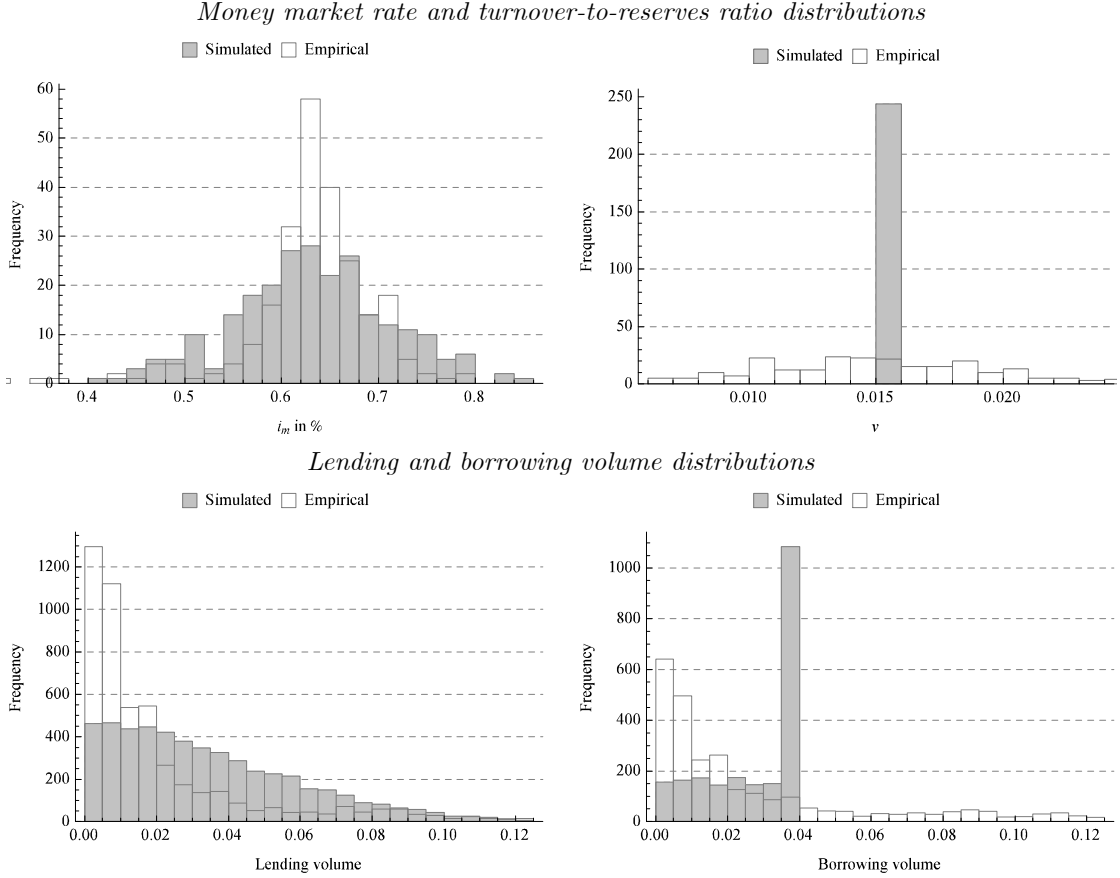 Money market rate and turnover-to-reserves ratio distributions
Simulated Empirical
Simulated Empirical
60
50
40
30
20
10
0
Frequency
0.4 0.5 0.6 0.7 0.8
i_m in %
250
200
150
100
50
0
Frequency
0.010 0.015 0.020
v
Lending and borrowing volume distributions
Simulated Empirical
Simulated Empirical
1200
1000
800
600
400
200
0
Frequency
0.00 0.02 0.04 0.06 0.08 0.10 0.12
Lending volume
1000
800
600
400
200
0
Frequency
0.00 0.02 0.04 0.06 0.08 0.10 0.12
Borrowing volume